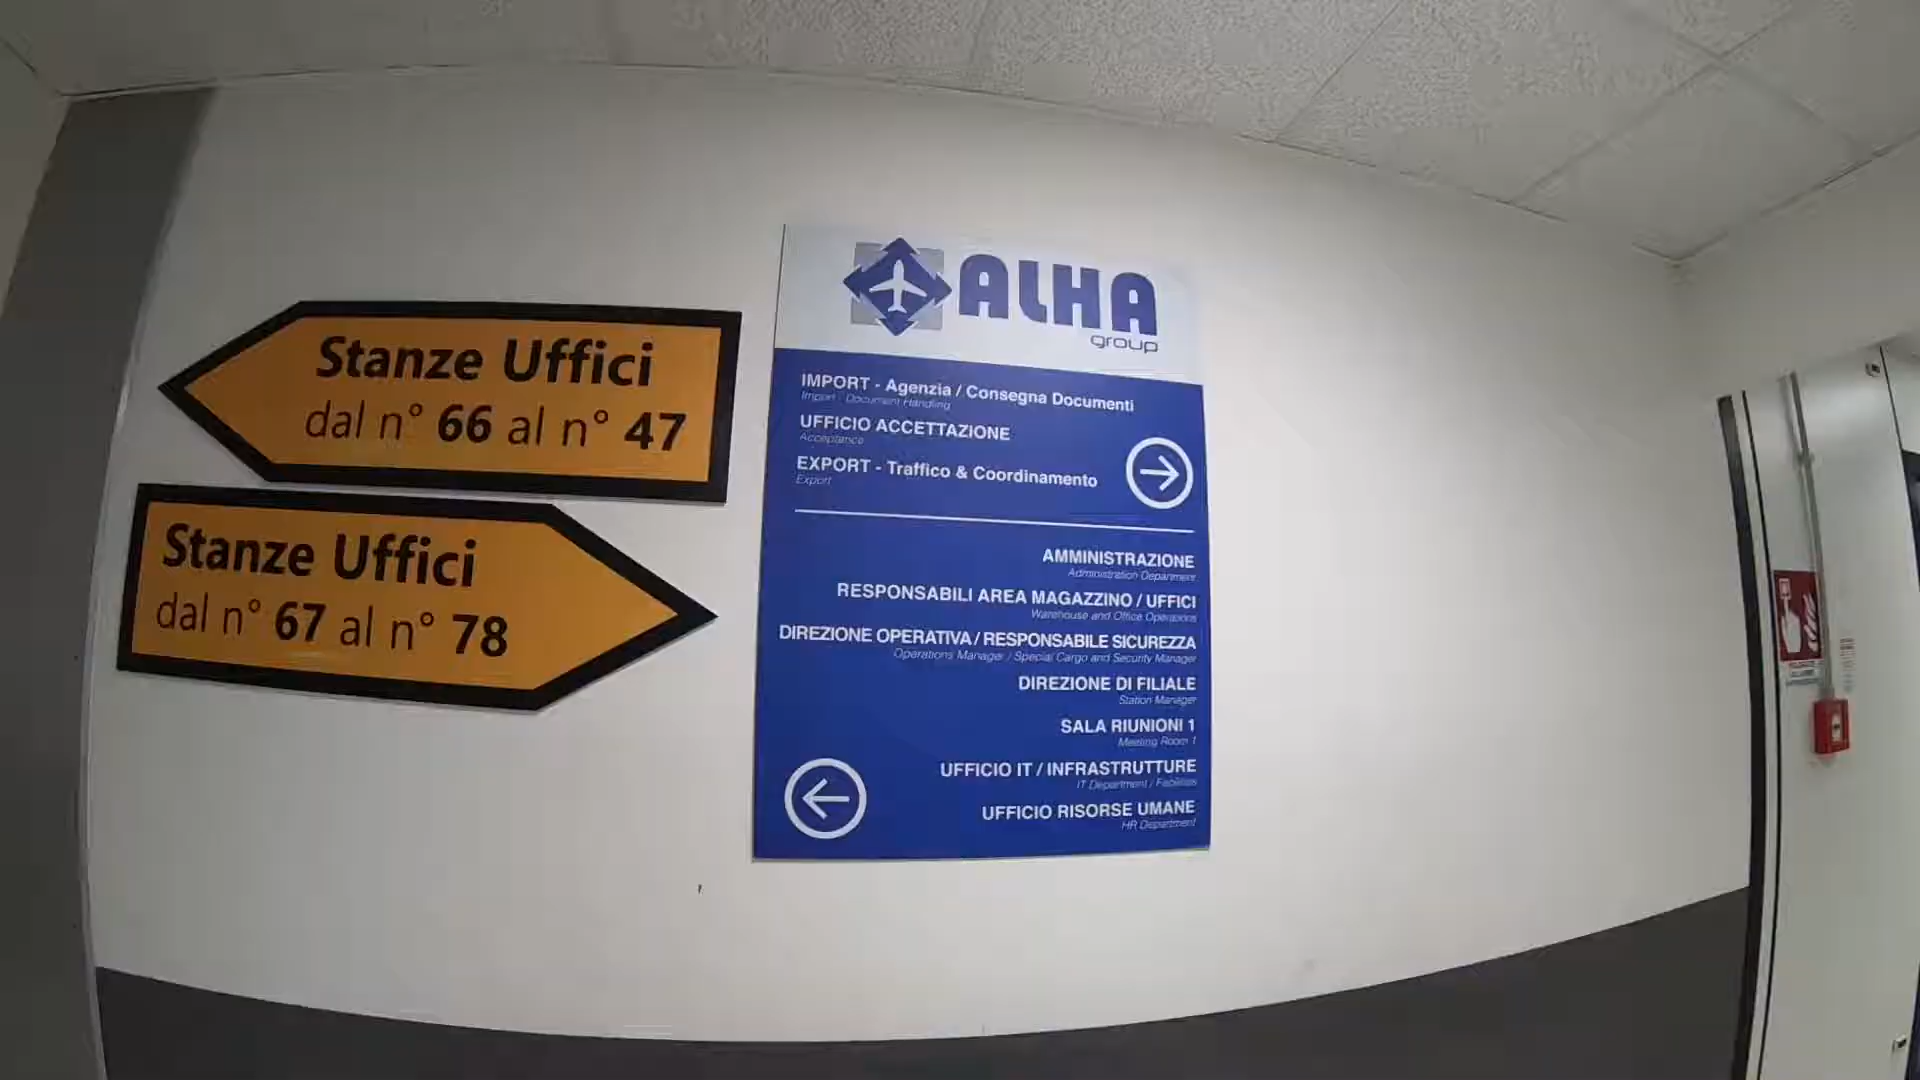 Stanze Uffici
dal n° 66 al n° 47
Stanze Uffici
dal n° 67 al n° 78
ALHA
group
IMPORT - Agenzia / Consegna Documenti
Import - Document Handling
UFFICIO ACCETTAZIONE
Acceptance
EXPORT - Traffico & Coordinamento
Export
AMMINISTRAZIONE
Administration Department
RESPONSABILI AREA MAGAZZINO / UFFICI
Warehouse and Office Operations
DIREZIONE OPERATIVA / RESPONSABILE SICUREZZA
Operations Manager / Special Cargo and Security Manager
DIREZIONE DI FILIALE
Station Manager
SALA RIUNIONI 1
Meeting Room 1
UFFICIO IT / INFRASTRUTTURE
IT Department / Facilities
UFFICIO RISORSE UMANE
HR Department